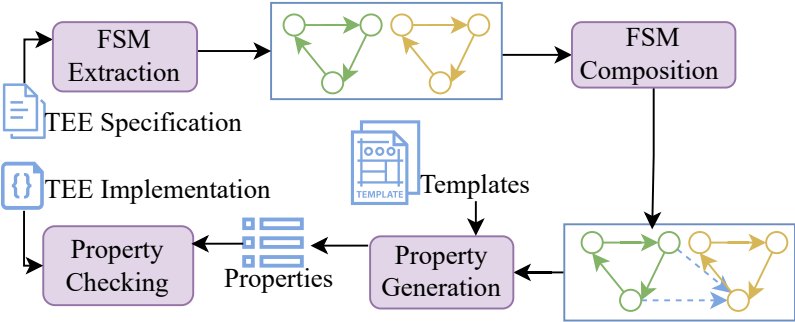 FSM
Extraction
FSM
Composition
TEE Specification
TEE Implementation
{}
TEMPLATE
Templates
Property
Checking
Properties
Property
Generation